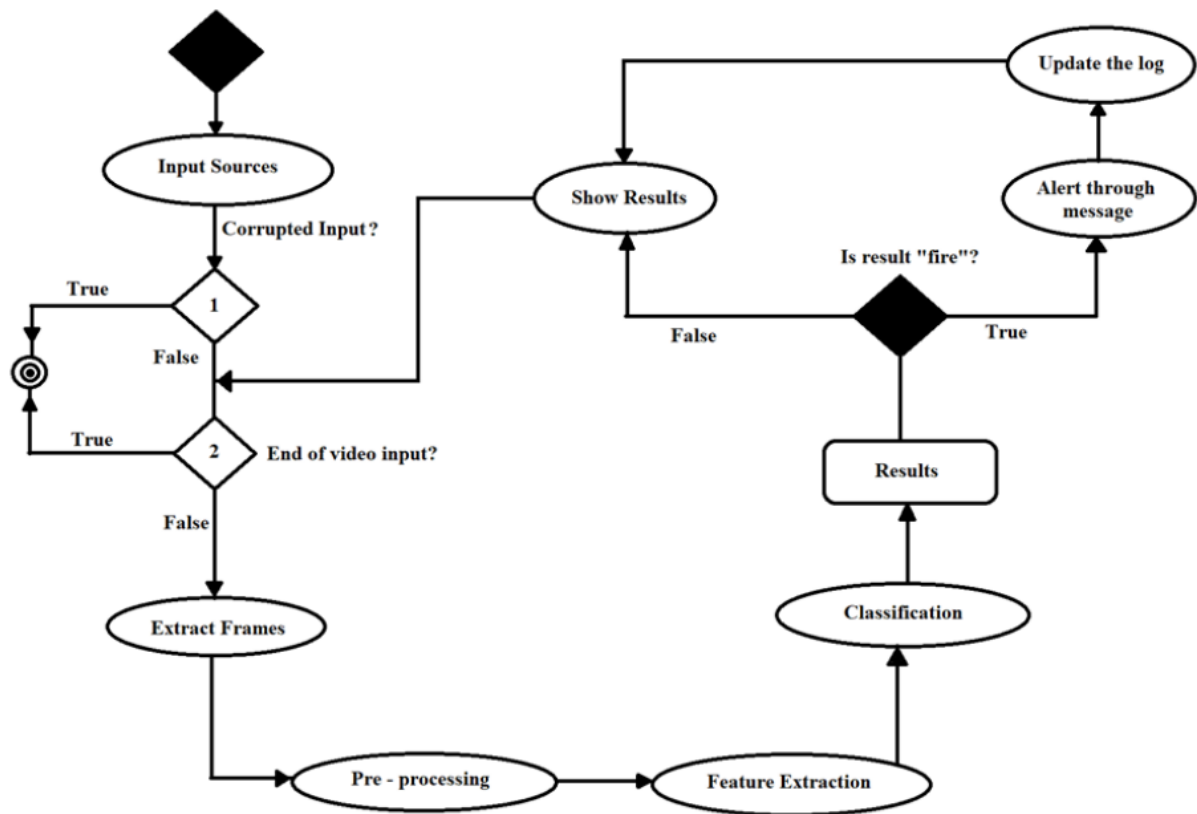 Input Sources
Corrupted Input?
True
1
False
True
2
End of video input?
False
Extract Frames
Pre - processing
Feature Extraction
Classification
Results
Is result "fire"?
False
True
Alert through
message
Update the log
Show Results